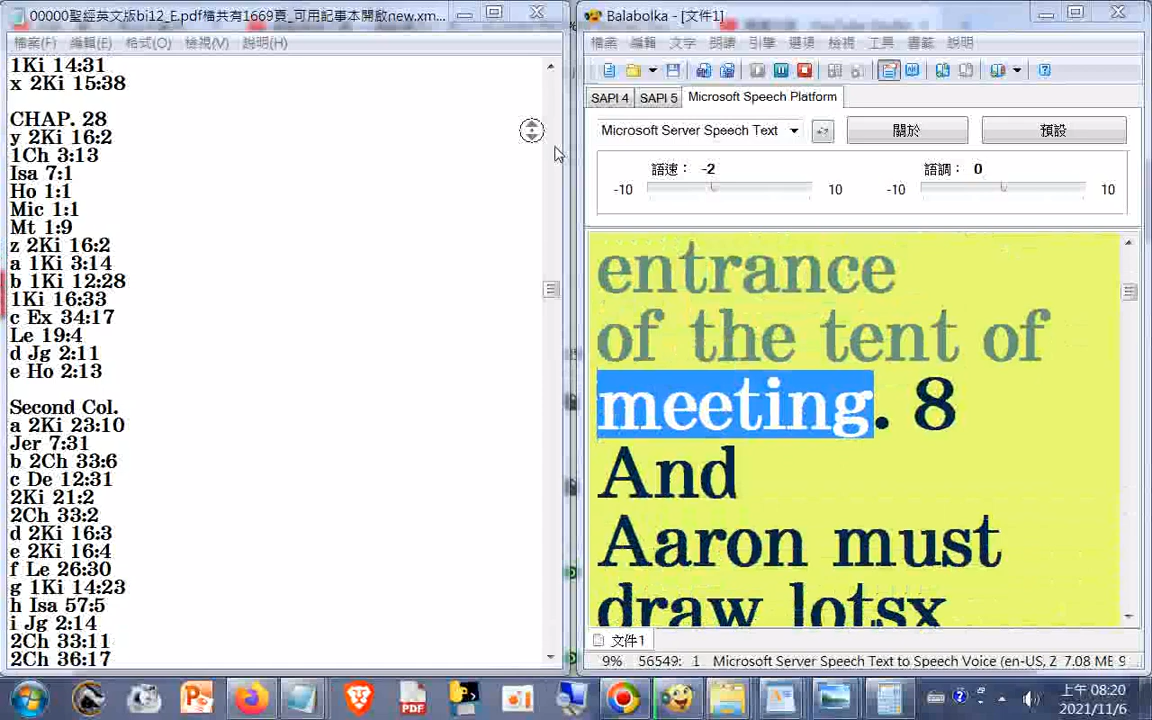 00000聖經英文版bi12_E.pdf檔共有1669頁_可用記事本開啟new.xm...
檔案(F) 編輯(E) 格式(O) 檢視(V) 說明(H)
1Ki 14:31
x 2Ki 15:38
CHAP. 28
y 2Ki 16:2
1Ch 3:13
Isa 7:1
Ho 1:1
Mic 1:1
Mt 1:9
z 2Ki 16:2
a 1Ki 3:14
b 1Ki 12:28
1Ki 16:33
c Ex 34:17
Le 19:4
d Jg 2:11
e Ho 2:13
Second Col.
a 2Ki 23:10
Jer 7:31
b 2Ch 33:6
c De 12:31
2Ki 21:2
2Ch 33:2
d 2Ki 16:3
e 2Ki 16:4
f Le 26:30
g 1Ki 14:23
h Isa 57:5
i Jg 2:14
2Ch 33:11
2Ch 36:17
Balabolka - [文件1]
檔案 編輯 文字 朗讀 引擎 選項 檢視 工具 書籤 說明
SAPI 4 SAPI 5 Microsoft Speech Platform
Microsoft Server Speech Text 關於 預設
語速： -2 語調： 0
-10 10 -10 10
entrance
of the tent of
meeting. 8
And
Aaron must
draw lotsx
文件1
9% 56549: 1 Microsoft Server Speech Text to Speech Voice (en-US, 2 7.08 MB 9
PDF
上午 08:20
2021/11/6